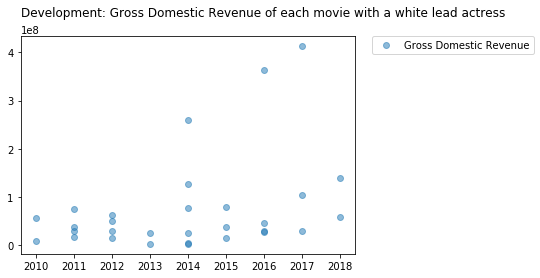 Development: Gross Domestic Revenue of each movie with a white lead actress
1e8
Gross Domestic Revenue
4
3
2
1
0
2010 2011 2012 2013 2014 2015 2016 2017 2018